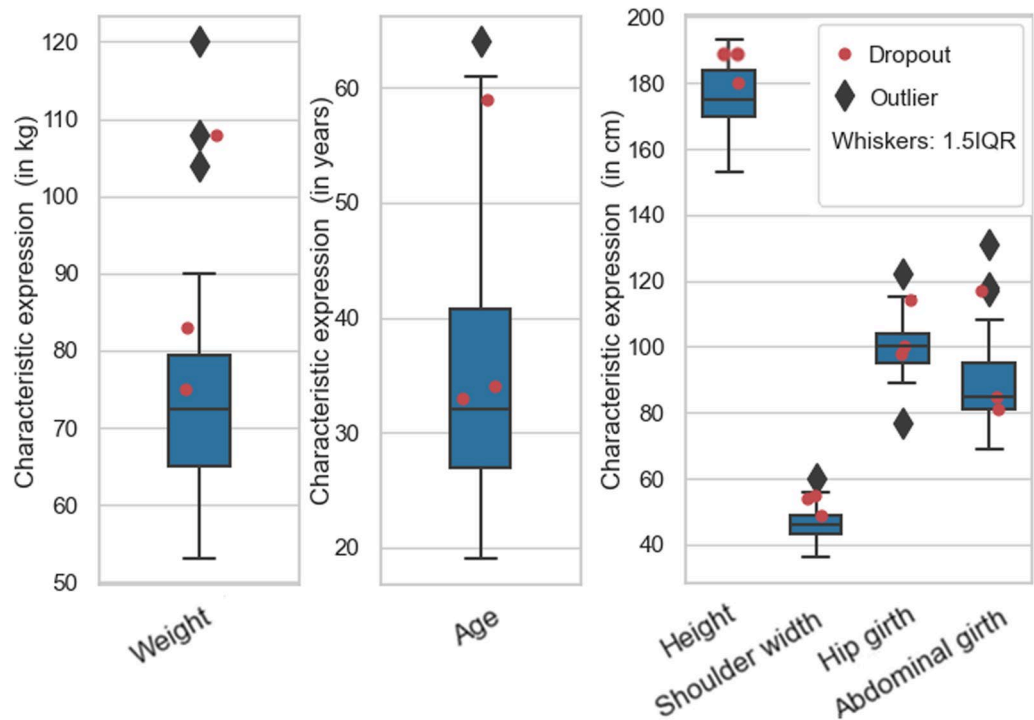 Characteristic expression (in kg)
120
110
100
90
80
70
60
50
Weight
Characteristic expression (in years)
60
50
40
30
20
Age
Characteristic expression (in cm)
200
180
160
140
120
100
80
60
40
Height
Shoulder width
Hip girth
Abdominal girth
Dropout
Outlier
Whiskers: 1.5IQR